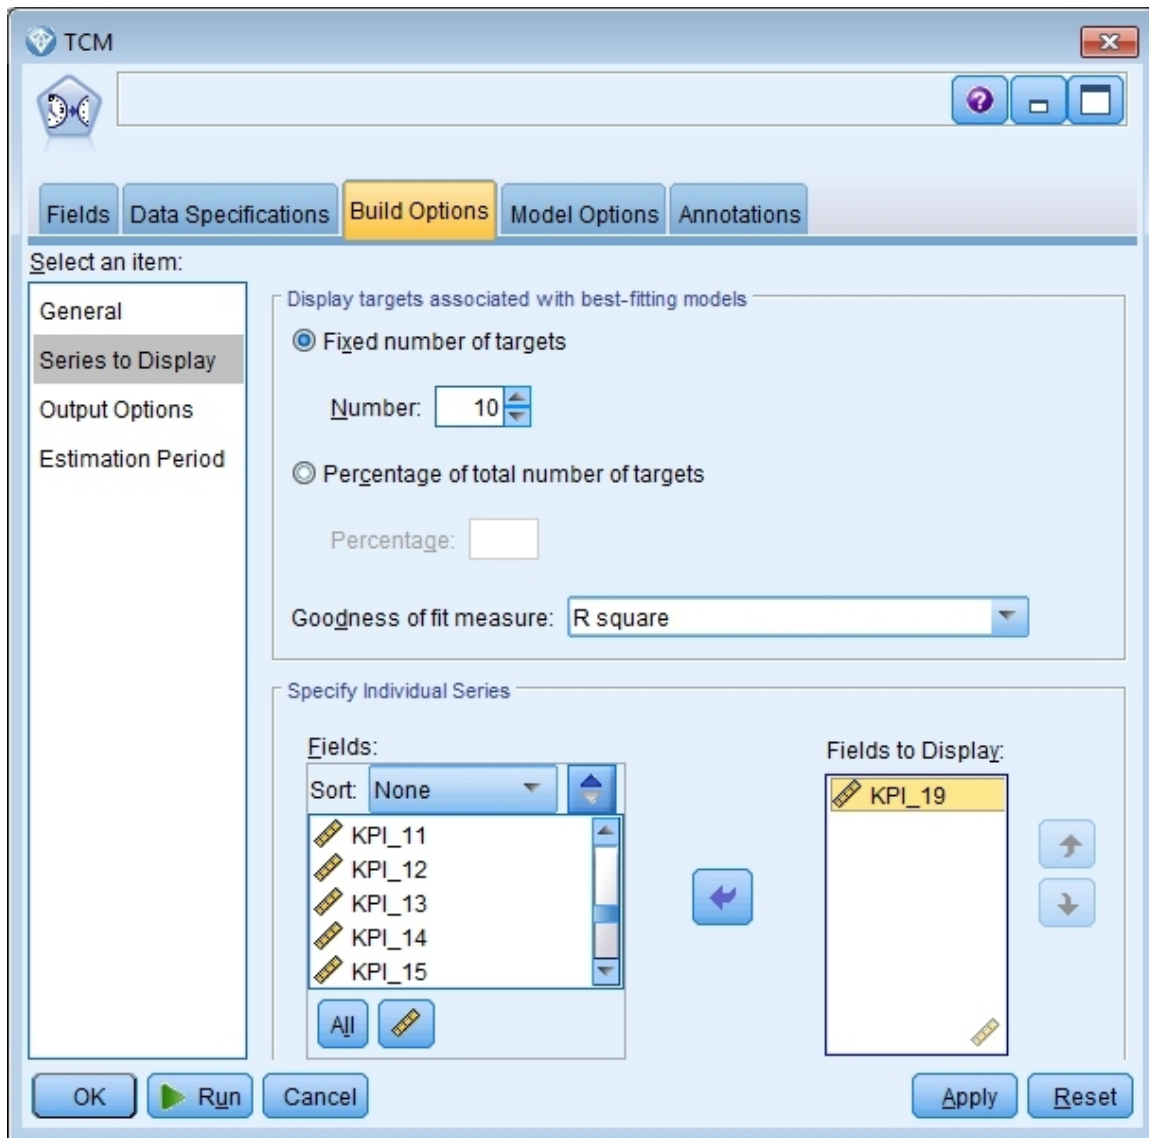 TCM
Fields Data Specifications Build Options Model Options Annotations
Select an item:
General
Series to Display
Output Options
Estimation Period
Display targets associated with best-fitting models
Fixed number of targets
Number: 10
Percentage of total number of targets
Percentage:
Goodness of fit measure: R square
Specify Individual Series
Fields:
Sort: None
KPI_11
KPI_12
KPI_13
KPI_14
KPI_15
All
Fields to Display:
KPI_19
OK Run Cancel Apply Reset